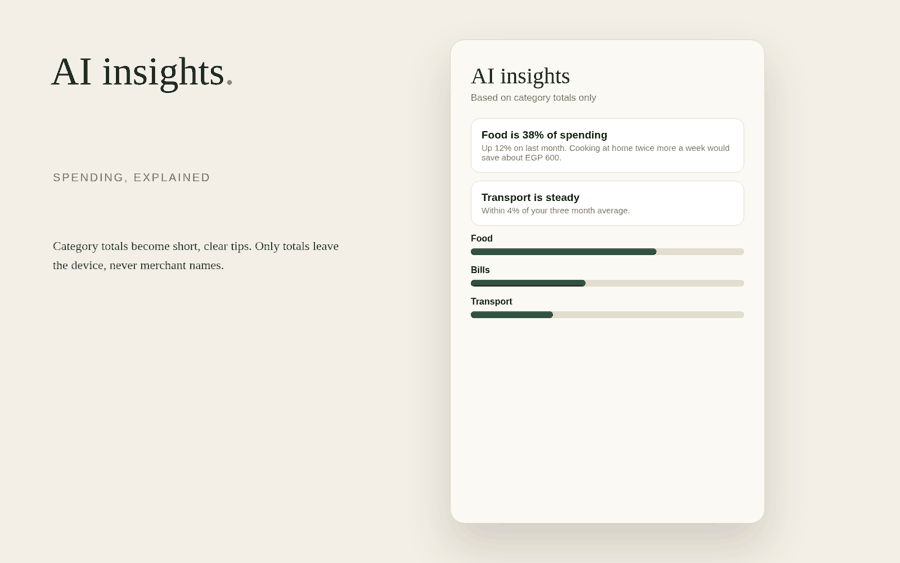 AI insights.
SPENDING, EXPLAINED
Category totals become short, clear tips. Only totals leave
the device, never merchant names.
AI insights
Based on category totals only
Food is 38% of spending
Up 12% on last month. Cooking at home twice more a week would
save about EGP 600.
Transport is steady
Within 4% of your three month average.
Food
Bills
Transport